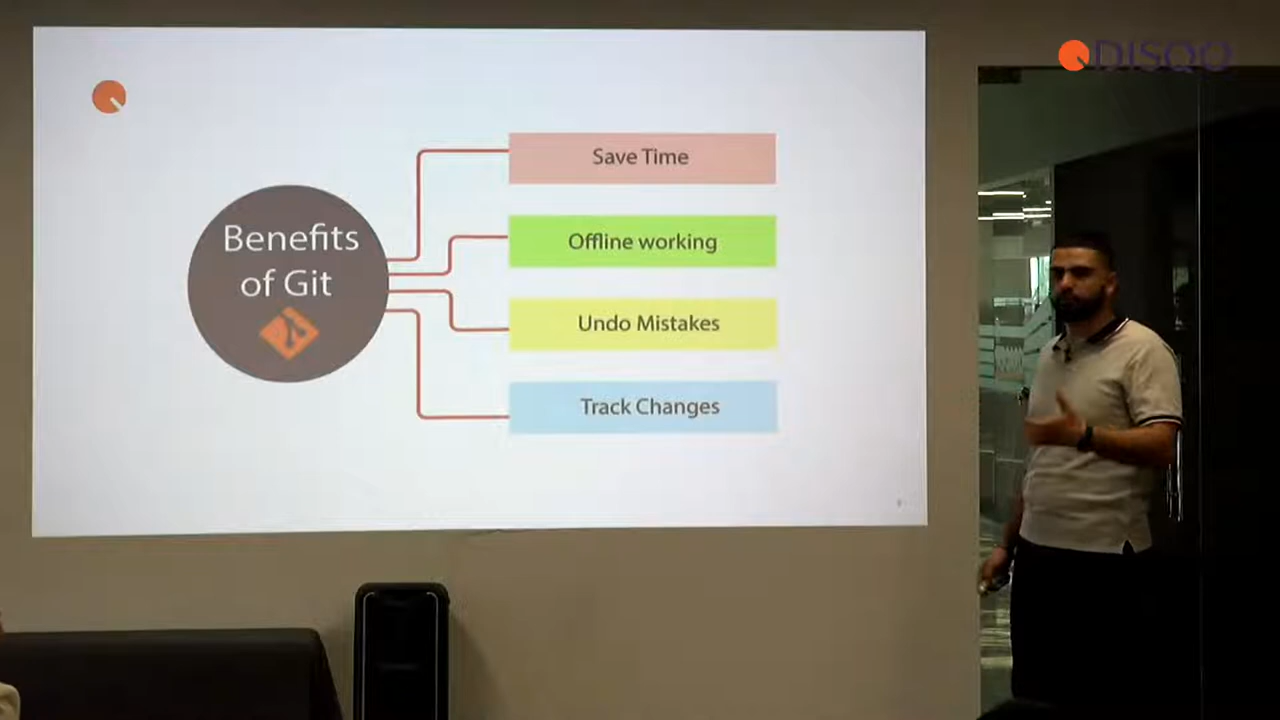 DISQO
Benefits
of Git
Save Time
Offline working
Undo Mistakes
Track Changes